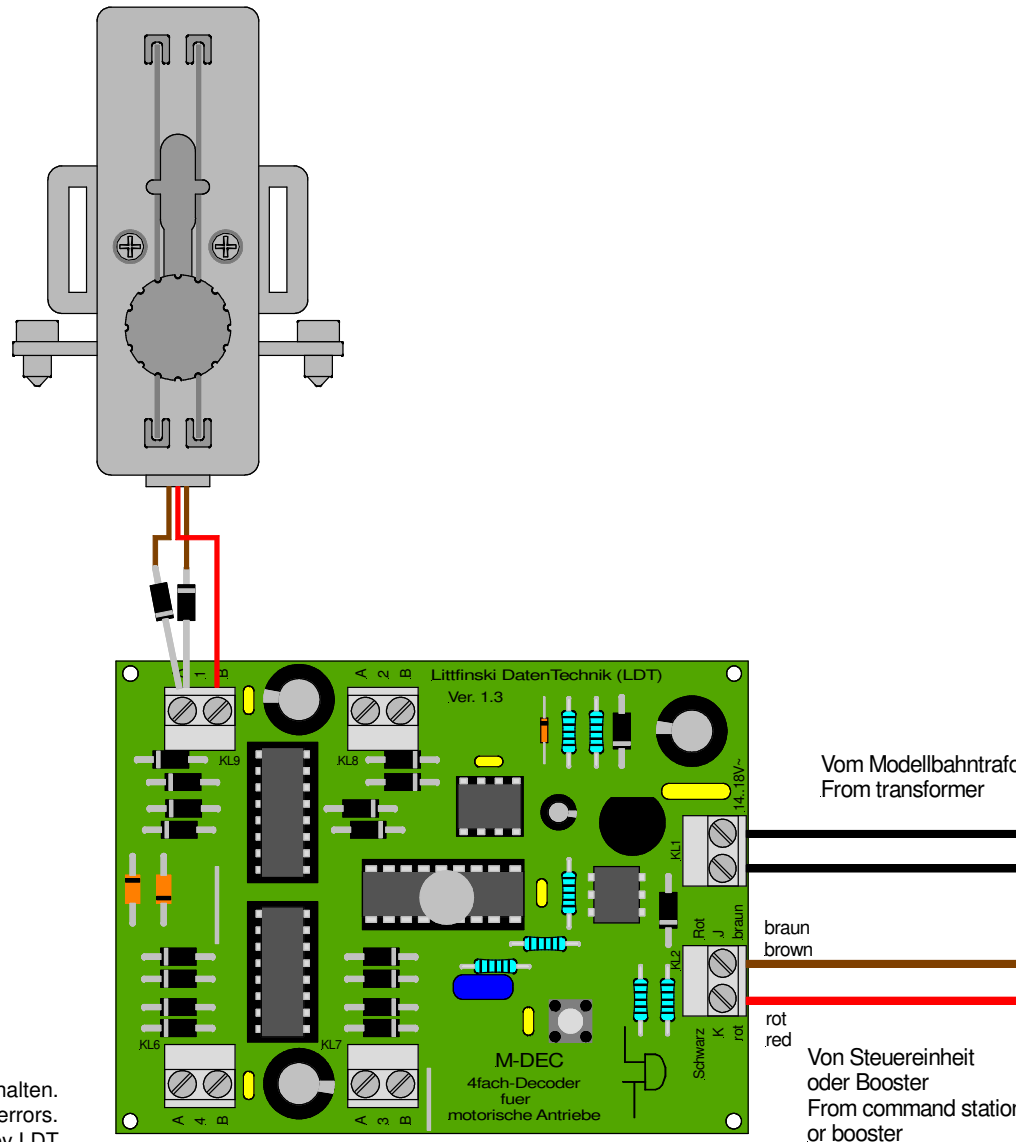 A 1 B
A 2 B
Littfinski DatenTechnik (LDT)
Ver. 1.3
KL9
KL8
14..18V~
Vom Modellbahntrafo
From transformer
KL1
Rot J braun
braun
brown
KL2
rot
red
Schwarz K rot
Von Steuereinheit
oder Booster
From command station
or booster
KL6
KL7
M-DEC
4fach-Decoder
fuer
motorische Antriebe
A 4 B
A 3 B
halten.
errors.
by LDT